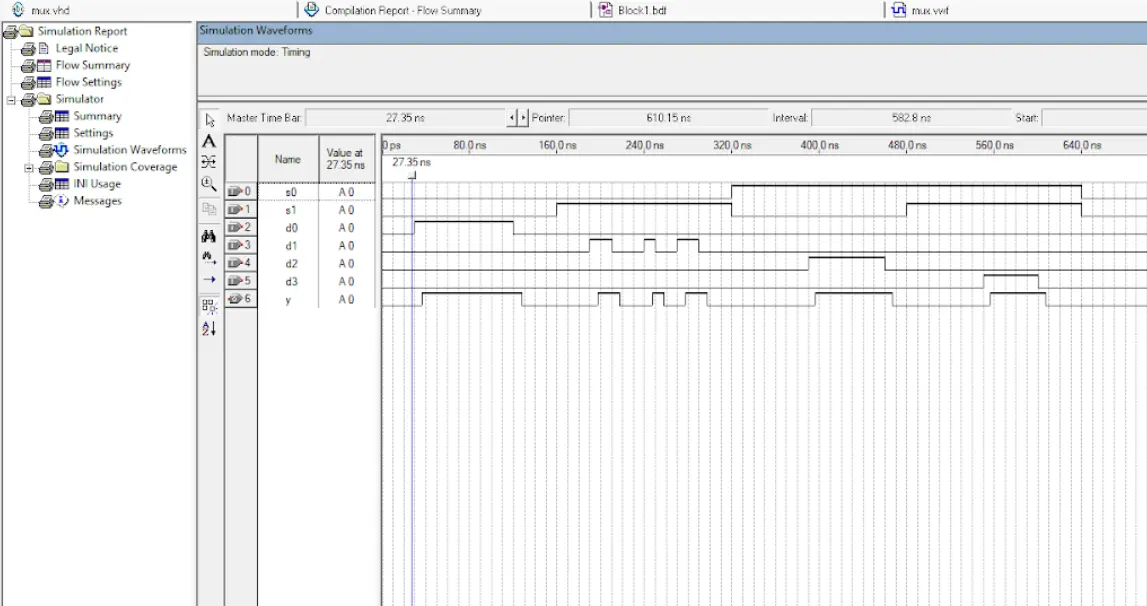 mux.vhd
Compilation Report - Flow Summary
Block1.bdf
mux.vwf
Simulation Report
Legal Notice
Flow Summary
Flow Settings
Simulator
Summary
Settings
Simulation Waveforms
Simulation Coverage
INI Usage
Messages
Simulation Waveforms
Simulation mode: Timing
Master Time Bar: 27.35 ns Pointer: 610.15 ns Interval: 582.8 ns Start:
Name
Value at
27.35 ns
0 ps 80.0 ns 160.0 ns 240.0 ns 320.0 ns 400.0 ns 480.0 ns 560.0 ns 640.0 ns
27.35 ns
0 s0 A 0
1 s1 A 0
2 d0 A 0
3 d1 A 0
4 d2 A 0
5 d3 A 0
6 y A 0